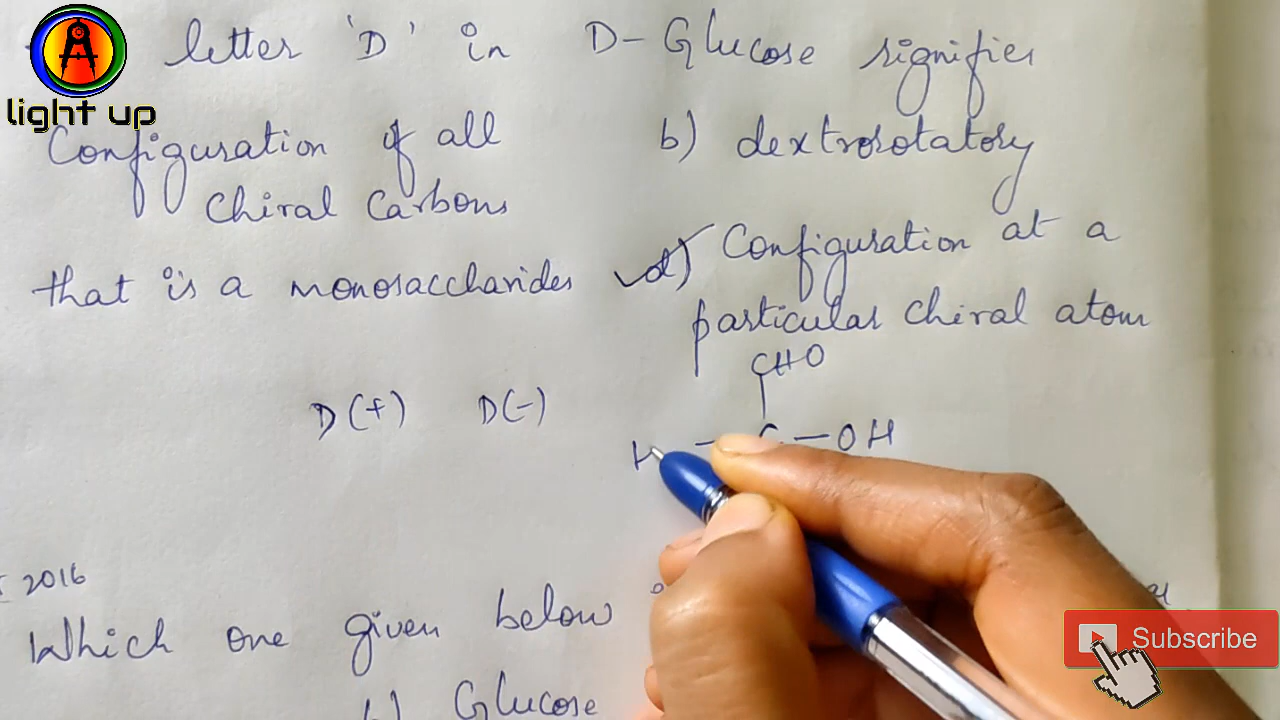 light up
letter 'D' in D-Glucose signifies
Configuration of all
Chiral Carbons
b) dextrorotatory
that is a monosaccharides
d) Configuration at a
particular chiral atom
CHO
D(+) D(-)
H - C - OH
2016
Which one given below
b) Glucose
Subscribe